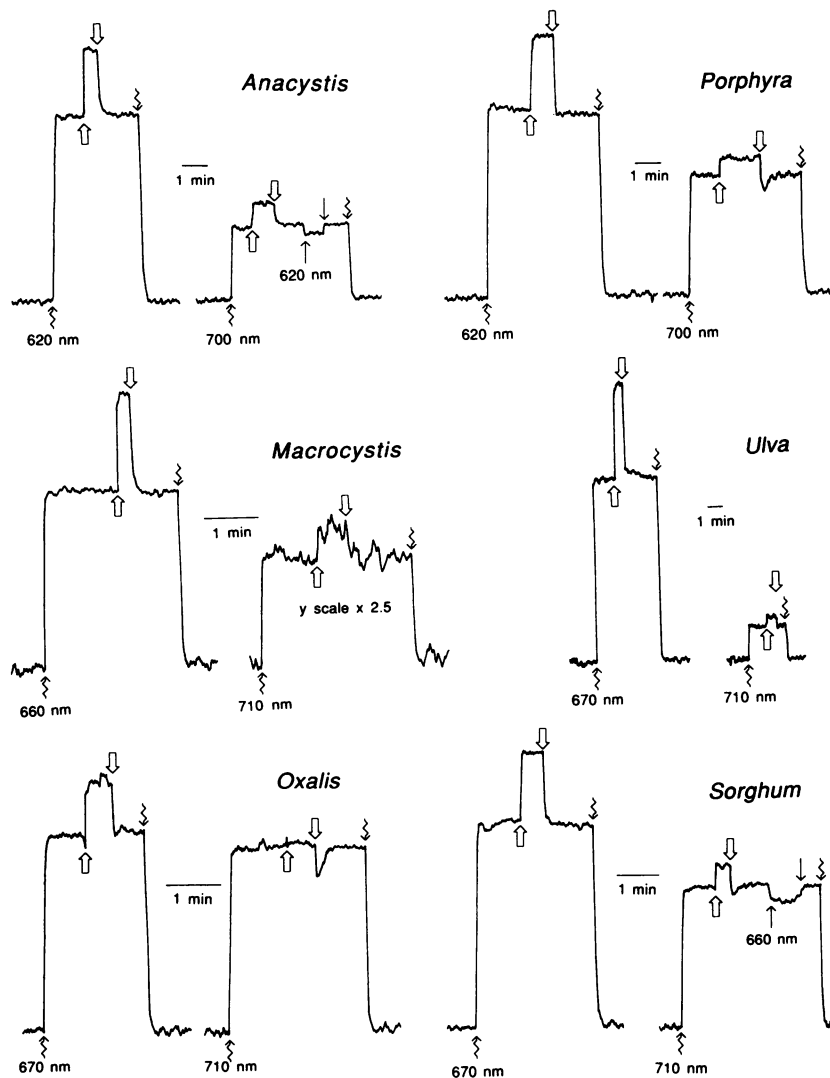 Anacystis
Porphyra
1 min
1 min
620 nm
620 nm
700 nm
620 nm
700 nm
Macrocystis
Ulva
1 min
1 min
y scale x 2.5
660 nm
710 nm
670 nm
710 nm
Oxalis
Sorghum
1 min
1 min
660 nm
670 nm
710 nm
670 nm
710 nm